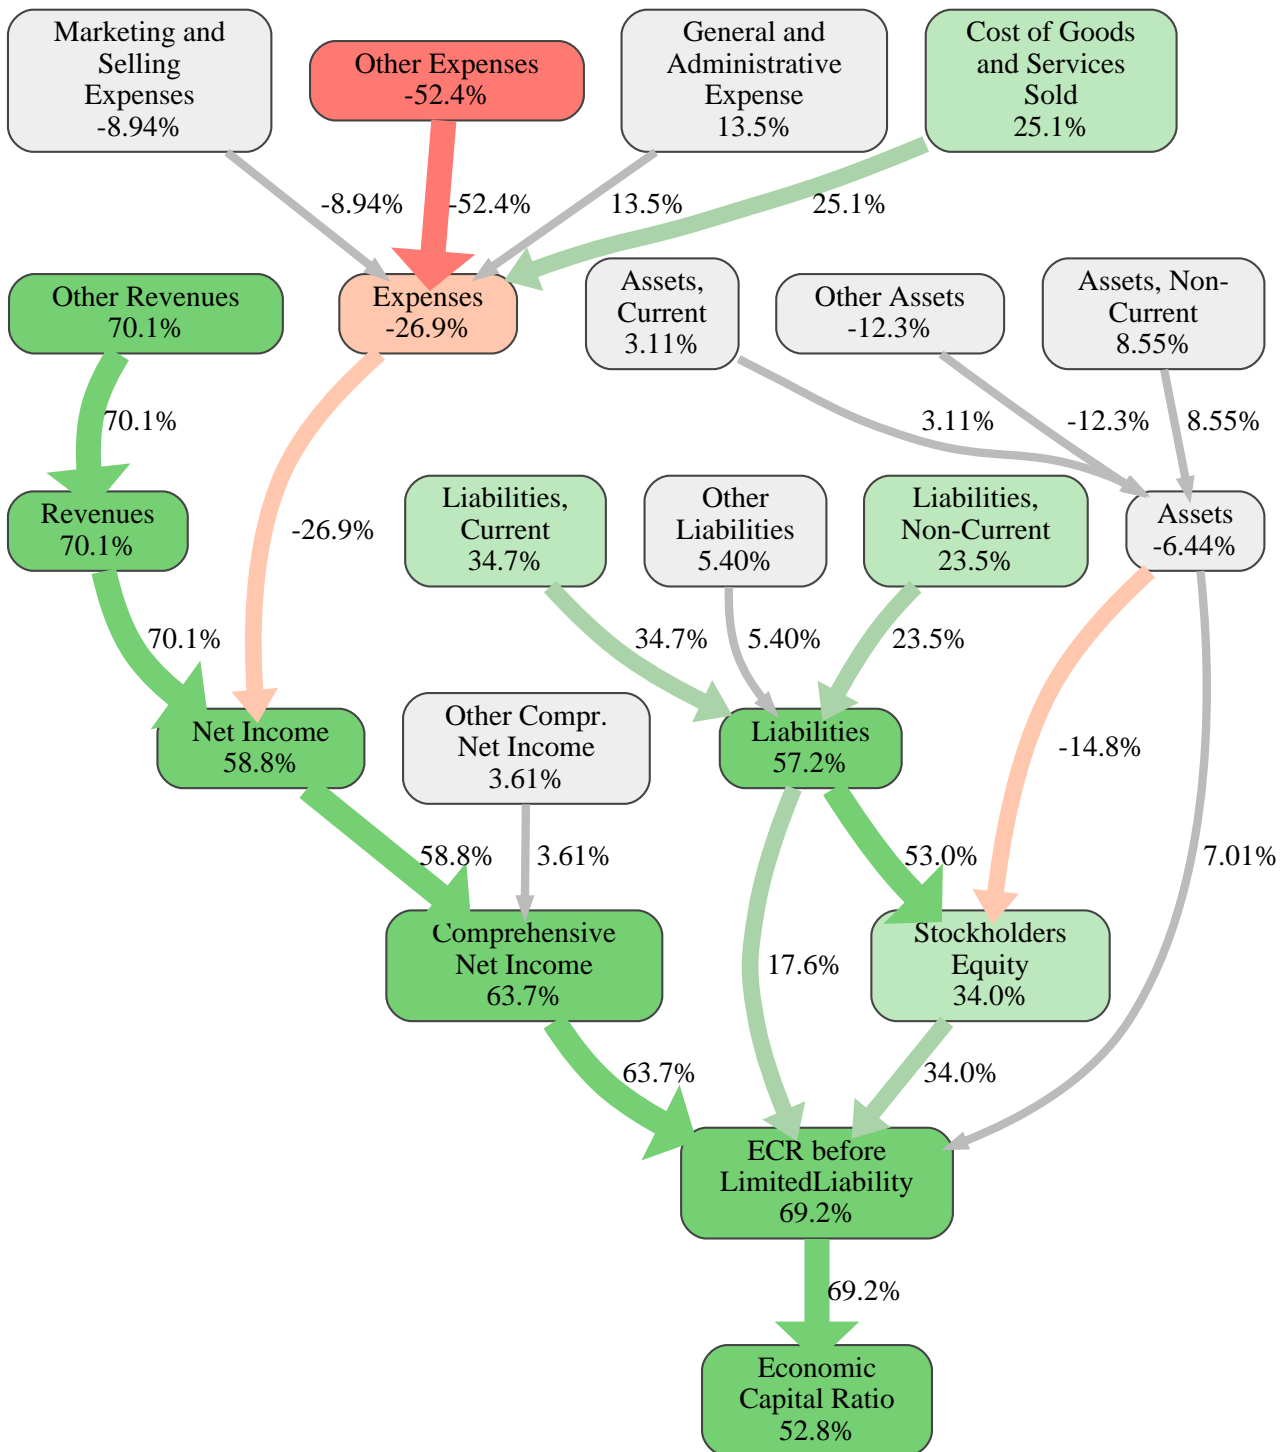 Marketing and
Selling
Expenses
-8.94%
Other Expenses
-52.4%
General and
Administrative
Expense
13.5%
Cost of Goods
and Services
Sold
25.1%
-8.94%
-52.4%
13.5%
25.1%
Other Revenues
70.1%
Expenses
-26.9%
Assets,
Current
3.11%
Other Assets
-12.3%
Assets, Non-
Current
8.55%
70.1%
3.11%
-12.3%
8.55%
Revenues
70.1%
-26.9%
Liabilities,
Current
34.7%
Other
Liabilities
5.40%
Liabilities,
Non-Current
23.5%
Assets
-6.44%
70.1%
34.7%
5.40%
23.5%
Net Income
58.8%
Other Compr.
Net Income
3.61%
Liabilities
57.2%
-14.8%
58.8%
3.61%
53.0%
7.01%
Comprehensive
Net Income
63.7%
17.6%
Stockholders
Equity
34.0%
63.7%
34.0%
ECR before
LimitedLiability
69.2%
69.2%
Economic
Capital Ratio
52.8%